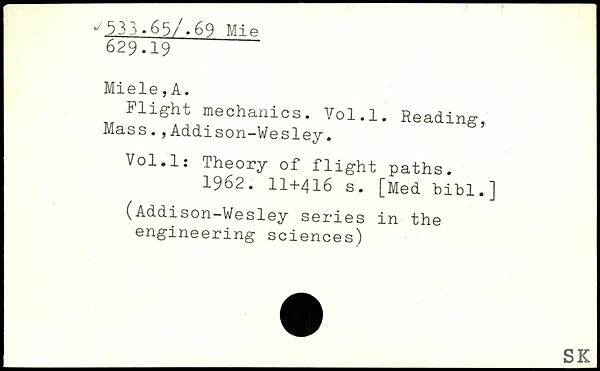 ✓533.65/.69 Mie
629.19
Miele,A.
Flight mechanics. Vol.1. Reading,
Mass.,Addison-Wesley.
Vol.1: Theory of flight paths.
1962. 11+416 s. [Med bibl.]
(Addison-Wesley series in the
engineering sciences)
SK